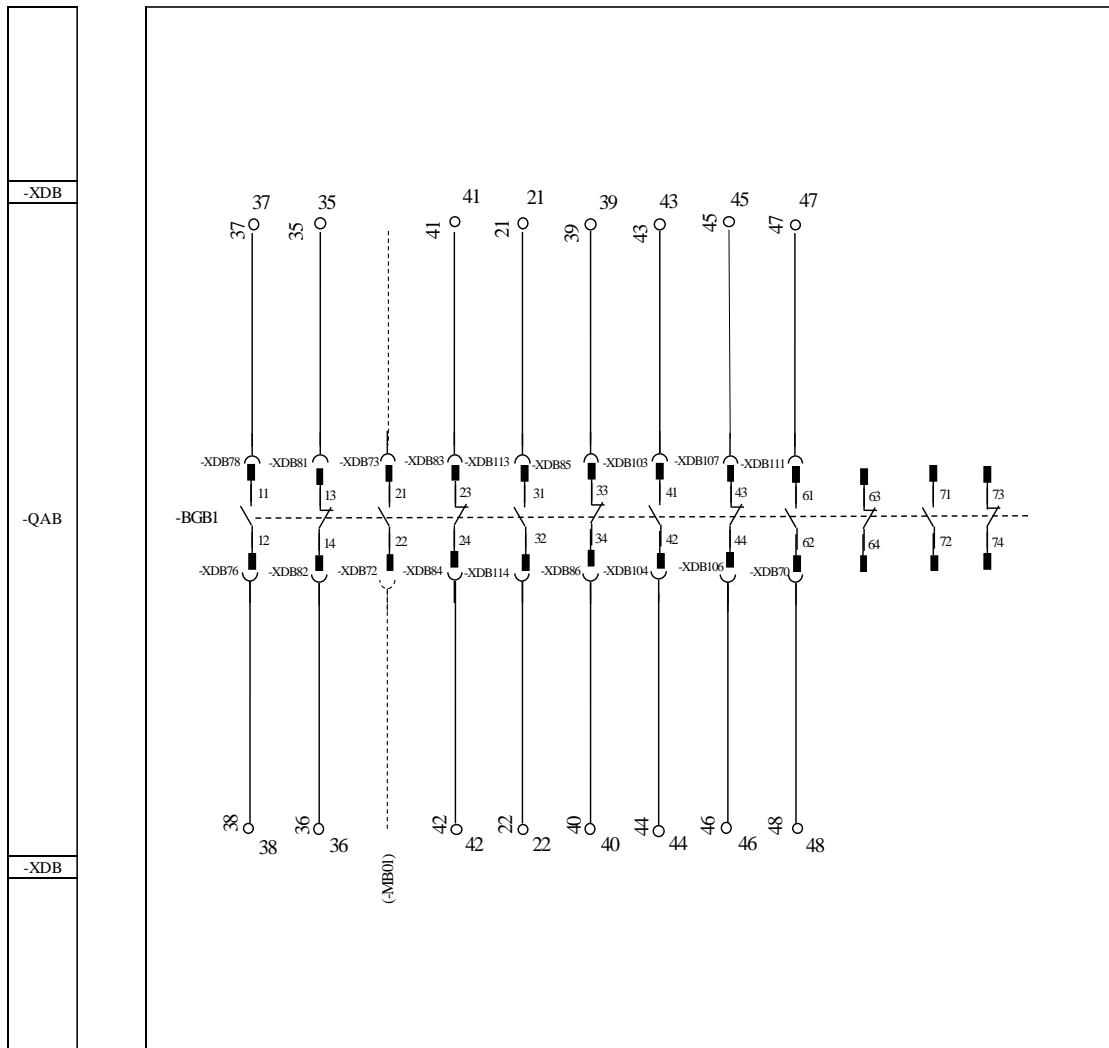 -XDB
37 35 41 21 39 43 45 47
37 35 41 21 39 43 45 47
-XDB78 -XDB81 -XDB73 -XDB83 -XDB113 -XDB85 -XDB103 -XDB107 -XDB111
11 13 21 23 31 33 41 43 61 63 71 73
-QAB -BGB1
12 14 22 24 32 34 42 44 62 64 72 74
-XDB76 -XDB82 -XDB72 -XDB84 -XDB114 -XDB86 -XDB104 -XDB106 -XDB70
38 36 42 22 40 44 46 48
38 36 42 22 40 44 46 48
-XDB
(-MB01)